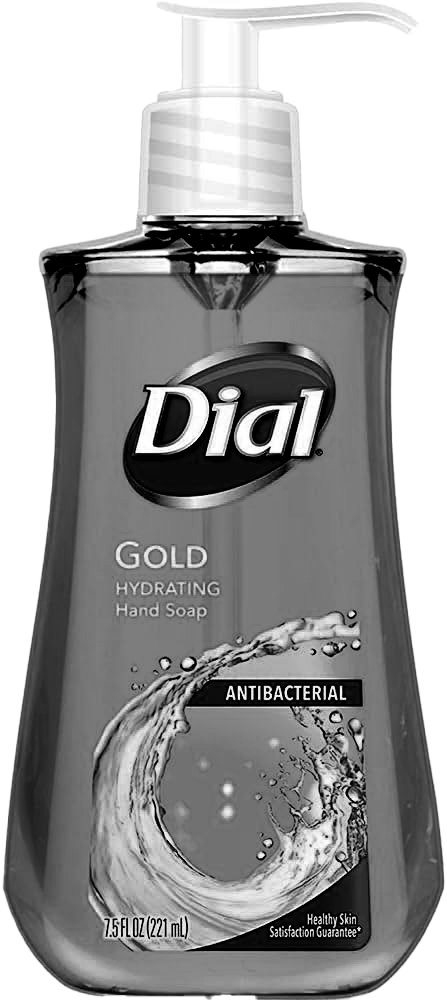 Dial
GOLD
HYDRATING
Hand Soap
ANTIBACTERIAL
7.5 FL OZ (221 mL)
Healthy Skin
Satisfaction Guarantee*